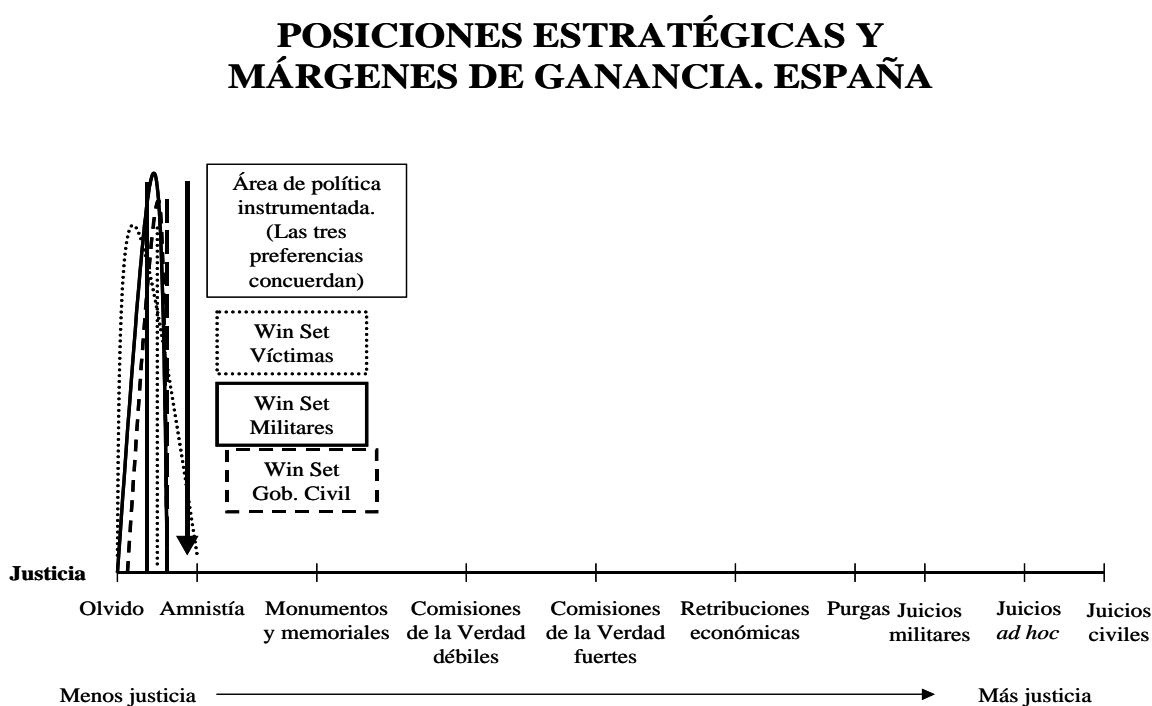 POSICIONES ESTRATÉGICAS Y
MÁRGENES DE GANANCIA. ESPAÑA
Área de política
instrumentada.
(Las tres
preferencias
concuerdan)
Win Set
Víctimas
Win Set
Militares
Win Set
Gob. Civil
Justicia
Olvido
Amnistía
Monumentos
y memoriales
Comisiones
de la Verdad
débiles
Comisiones
de la Verdad
fuertes
Retribuciones
económicas
Purgas
Juicios
militares
Juicios
ad hoc
Juicios
civiles
Menos justicia
Más justicia